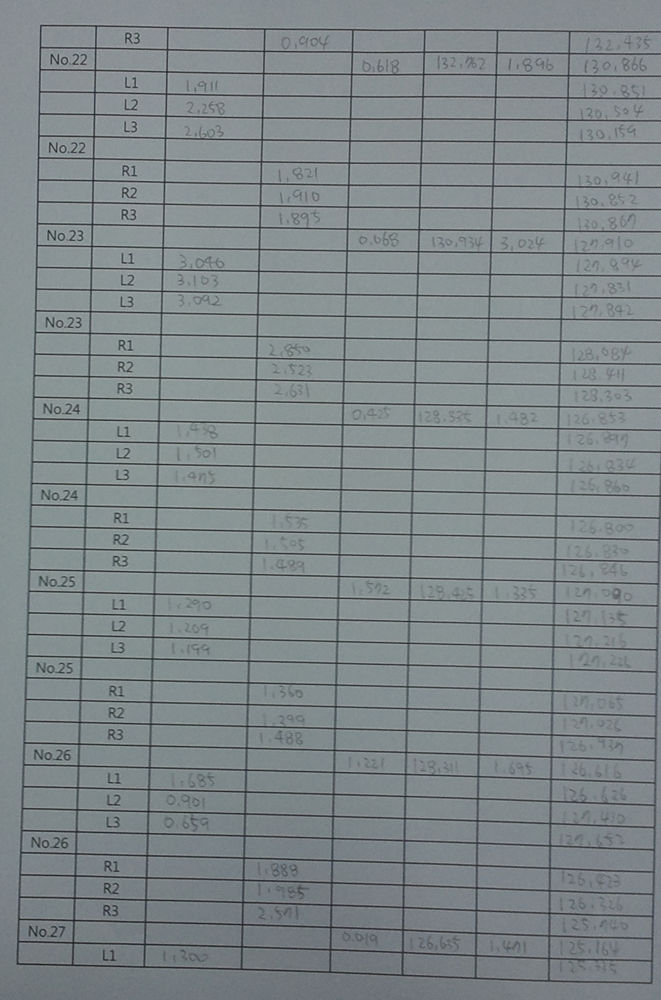 R3 0.904 132.435
No.22 0.618 132.762 1.896 130.866
L1 1.911 130.851
L2 2.258 130.504
L3 2.603 130.159
No.22
R1 1.821 130.941
R2 1.910 130.852
R3 1.895 130.867
No.23 0.068 130.934 3.024 127.910
L1 3.046 127.894
L2 3.103 127.831
L3 3.092 127.842
No.23
R1 2.850 128.084
R2 2.523 128.411
R3 2.631 128.303
No.24 0.425 128.335 1.482 126.853
L1 1.438 126.897
L2 1.501 126.834
L3 1.475 126.860
No.24
R1 1.535 126.800
R2 1.505 126.830
R3 1.489 126.846
No.25 1.572 128.425 1.335 127.090
L1 1.290 127.135
L2 1.209 127.216
L3 1.199 127.226
No.25
R1 1.360 127.065
R2 1.399 127.026
R3 1.488 126.937
No.26 1.221 128.311 1.695 126.616
L1 1.685 126.626
L2 0.901 127.410
L3 0.659 127.652
No.26
R1 1.888 126.423
R2 1.985 126.326
R3 2.571 125.740
No.27 0.019 126.635 1.471 125.164
L1 1.300 125.335